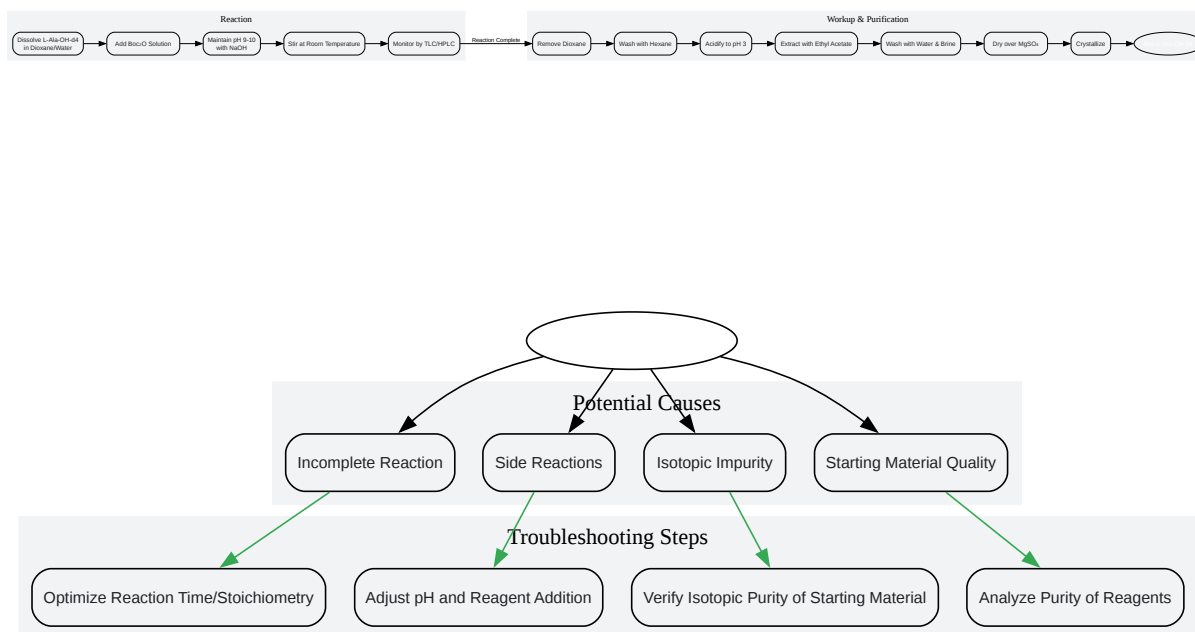 Reaction
Workup & Purification
Dissolve L-Ala-OH-d4
in Dioxane/Water
Add Boc₂O Solution
Maintain pH 9-10
with NaOH
Stir at Room Temperature
Monitor by TLC/HPLC
Reaction Complete
Remove Dioxane
Wash with Hexane
Acidify to pH 3
Extract with Ethyl Acetate
Wash with Water & Brine
Dry over MgSO₄
Crystallize
Potential Causes
Incomplete Reaction
Side Reactions
Isotopic Impurity
Starting Material Quality
Troubleshooting Steps
Optimize Reaction Time/Stoichiometry
Adjust pH and Reagent Addition
Verify Isotopic Purity of Starting Material
Analyze Purity of Reagents